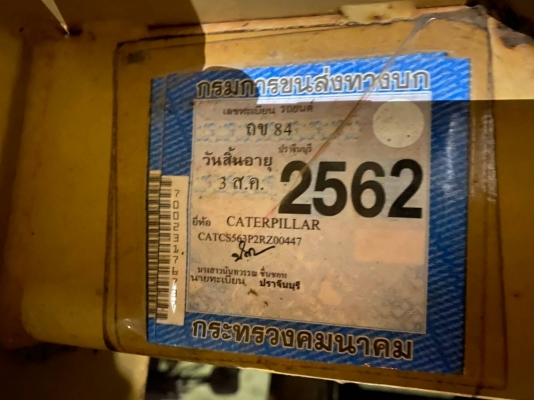 กรมการขนส่งทางบก
เลขทะเบียน รถยนต์
ถข 84
ปราจีนบุรี
วันสิ้นอายุ
3 ส.ค. 2562
ยี่ห้อ CATERPILLAR
CATCS563P2RZ00447
นายทะเบียน ปราจีนบุรี
กระทรวงคมนาคม